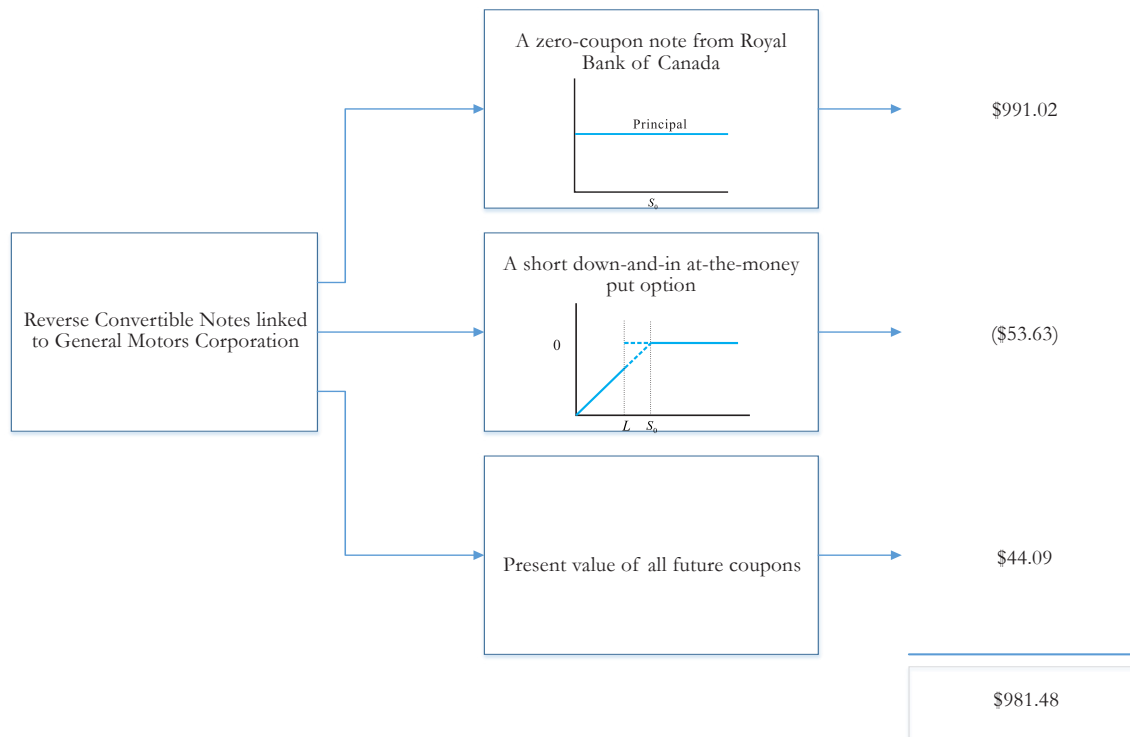 A zero-coupon note from Royal
Bank of Canada
Principal
S₀
$991.02
Reverse Convertible Notes linked
to General Motors Corporation
A short down-and-in at-the-money
put option
0
L S₀
($53.63)
Present value of all future coupons
$44.09
$981.48